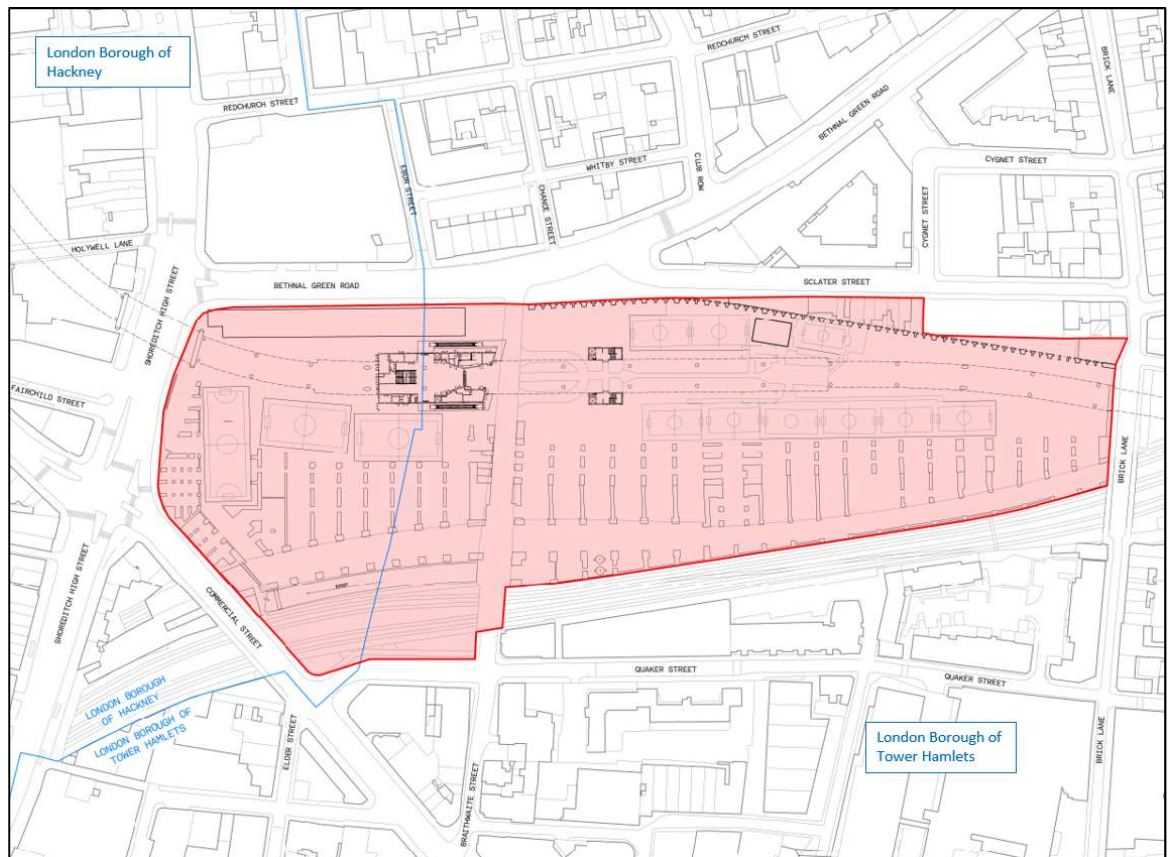 London Borough of
Hackney
REDCHURCH STREET
BRICK LANE
REDCHURCH STREET
BETHNAL GREEN ROAD
EBOR STREET
WHITBY STREET
CLUB ROW
CYGNET STREET
CHANCE STREET
CYGNET STREET
HOLYWELL LANE
BETHNAL GREEN ROAD
SCLATER STREET
SHOREDITCH HIGH STREET
FAIRCHILD STREET
BRICK LANE
COMMERCIAL STREET
SHOREDITCH HIGH STREET
QUAKER STREET
QUAKER STREET
LONDON BOROUGH
OF HACKNEY
LONDON BOROUGH OF
TOWER HAMLETS
ELDER STREET
London Borough of
Tower Hamlets
BRICK LANE
BRAITHWAITE STREET